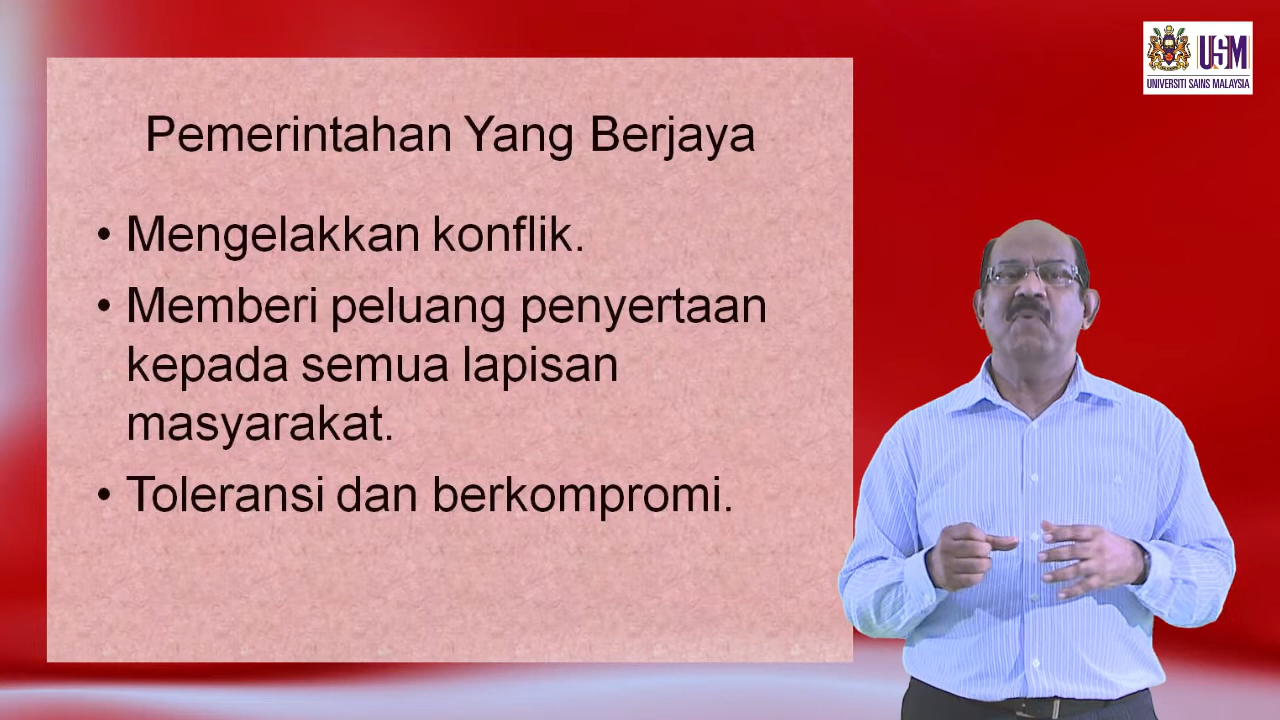 USM
UNIVERSITI SAINS MALAYSIA
Pemerintahan Yang Berjaya
• Mengelakkan konflik.
• Memberi peluang penyertaan
kepada semua lapisan
masyarakat.
• Toleransi dan berkompromi.